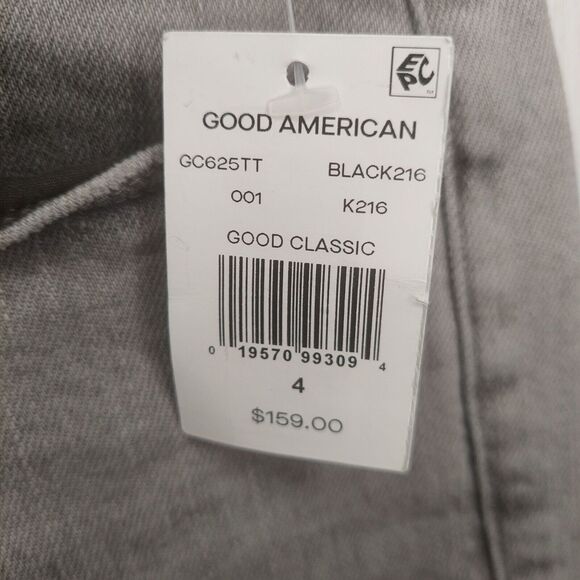 EPC
GOOD AMERICAN
GC625TT BLACK216
001 K216
GOOD CLASSIC
0 19570 99309 4
4
$159.00